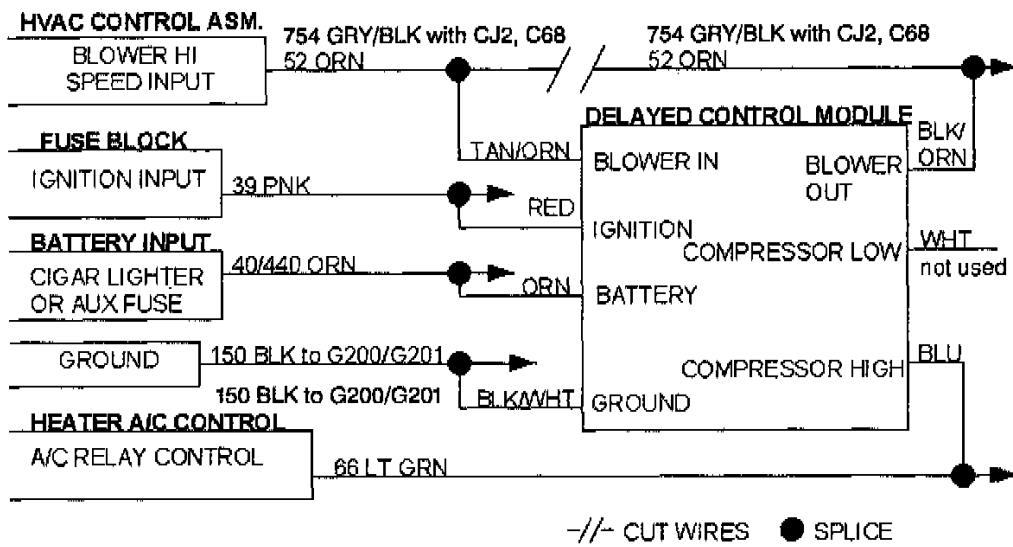 HVAC CONTROL ASM.
BLOWER HI
SPEED INPUT
754 GRY/BLK with CJ2, C68
52 ORN
754 GRY/BLK with CJ2, C68
52 ORN
DELAYED CONTROL MODULE
FUSE BLOCK
IGNITION INPUT
39 PNK
TAN/ORN
BLOWER IN
BLOWER
OUT
BLK/
ORN
RED
IGNITION
BATTERY INPUT
CIGAR LIGHTER
OR AUX FUSE
40/440 ORN
ORN
BATTERY
COMPRESSOR LOW
WHT
not used
GROUND
150 BLK to G200/G201
150 BLK to G200/G201
BLK/WHT
GROUND
COMPRESSOR HIGH
BLU
HEATER A/C CONTROL
A/C RELAY CONTROL
66 LT GRN
-//- CUT WIRES
SPLICE